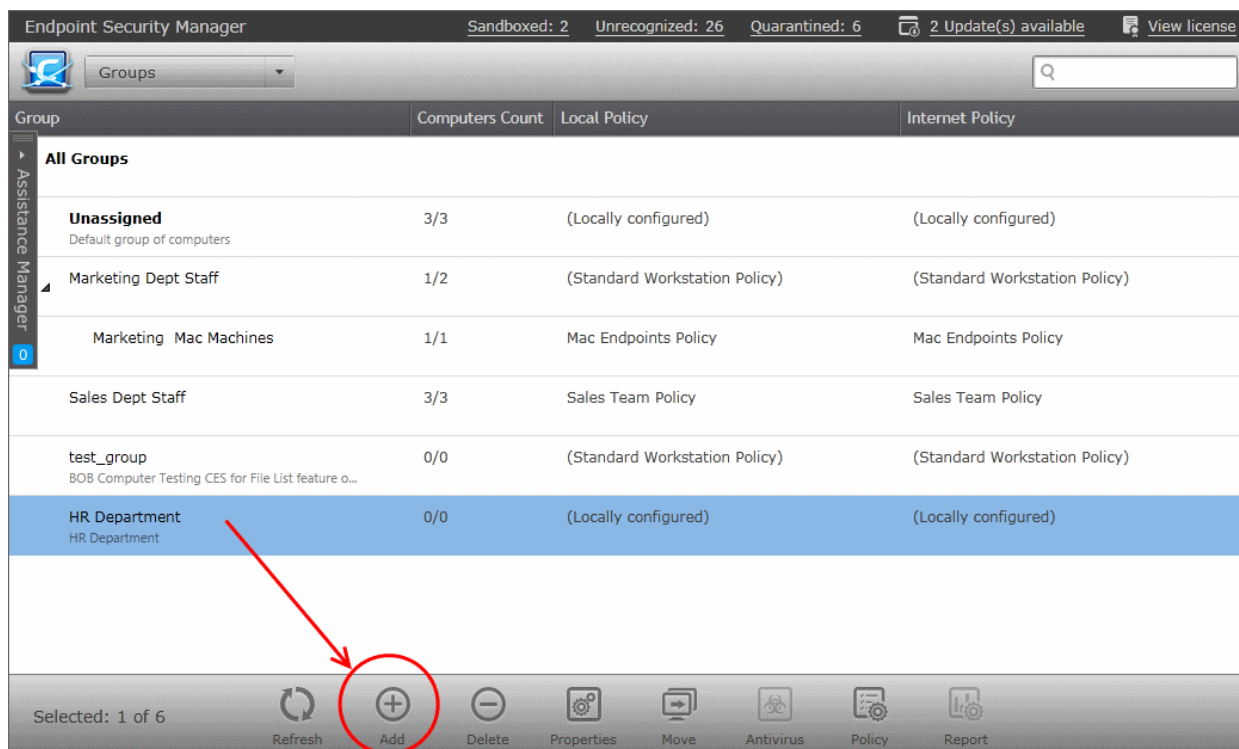 Endpoint Security Manager Sandboxed: 2 Unrecognized: 26 Quarantined: 6 2 Update(s) available View license
Groups
Group Computers Count Local Policy Internet Policy
Assistance Manager
0
All Groups
Unassigned 3/3 (Locally configured) (Locally configured)
Default group of computers
Marketing Dept Staff 1/2 (Standard Workstation Policy) (Standard Workstation Policy)
Marketing Mac Machines 1/1 Mac Endpoints Policy Mac Endpoints Policy
Sales Dept Staff 3/3 Sales Team Policy Sales Team Policy
test_group 0/0 (Standard Workstation Policy) (Standard Workstation Policy)
BOB Computer Testing CES for File List feature o...
HR Department 0/0 (Locally configured) (Locally configured)
HR Department
Selected: 1 of 6
Refresh Add Delete Properties Move Antivirus Policy Report